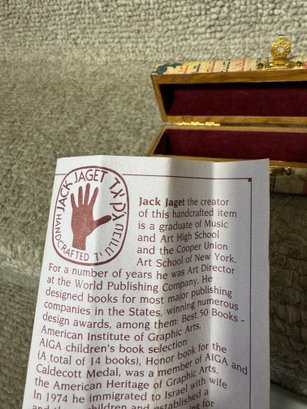 JACK JAGET ג'ק ג'גט
HANDCRAFTED עבודת יד
Jack Jaget the creator
of this handcrafted item
is a graduate of Music
and Art High School
and the Cooper Union
Art School of New York.
For a number of years he was Art Director
at the World Publishing Company. He
designed books for most major publishing
companies in the States, winning numerous
design awards, among them: Best 50 Books -
American Institute of Graphic Arts,
AIGA children's book selection
(A total of 14 books), Honor book for the
Caldecott Medal, was a member of AIGA and
the American Heritage of Graphic Arts.
In 1974 he immigrated to Israel with wife
children and established a